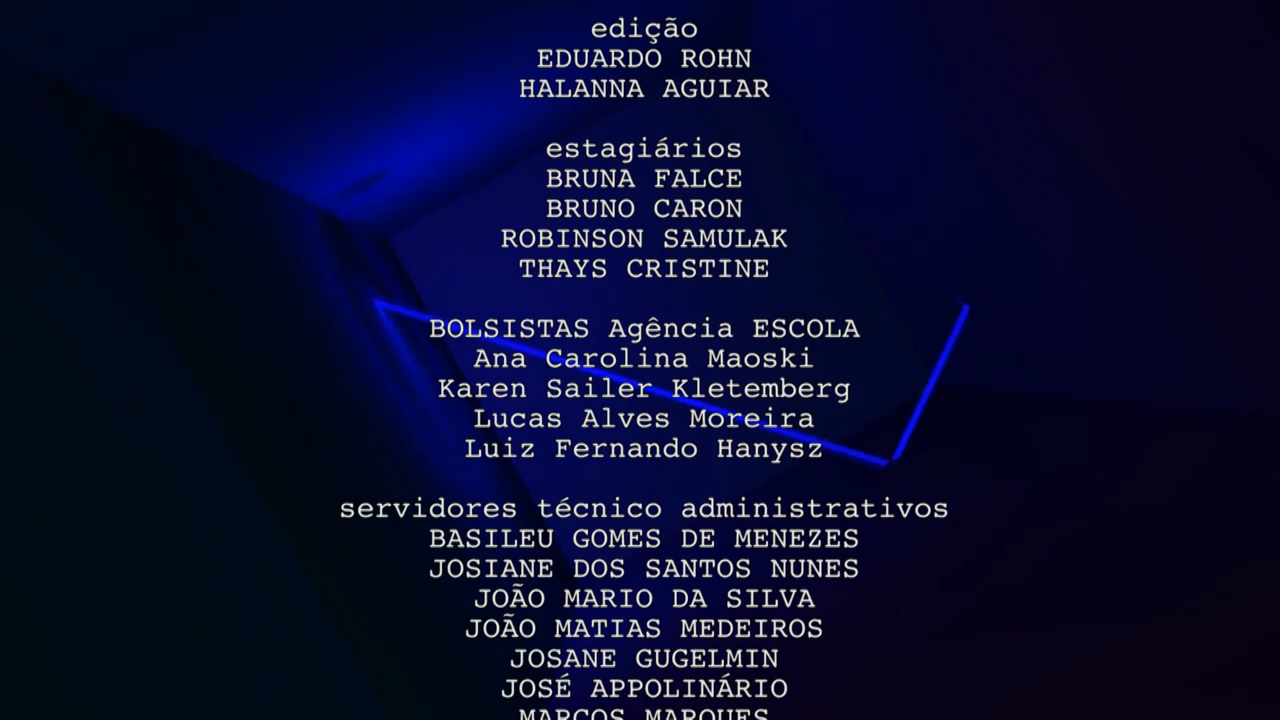 edição
EDUARDO ROHN
HALANNA AGUIAR
estagiários
BRUNA FALCE
BRUNO CARON
ROBINSON SAMULAK
THAYS CRISTINE
BOLSISTAS Agência ESCOLA
Ana Carolina Maoski
Karen Sailer Kletemberg
Lucas Alves Moreira
Luiz Fernando Hanysz
servidores técnico administrativos
BASILEU GOMES DE MENEZES
JOSIANE DOS SANTOS NUNES
JOÃO MARIO DA SILVA
JOÃO MATIAS MEDEIROS
JOSANE GUGELMIN
JOSÉ APPOLINÁRIO
MARCOS MARQUES